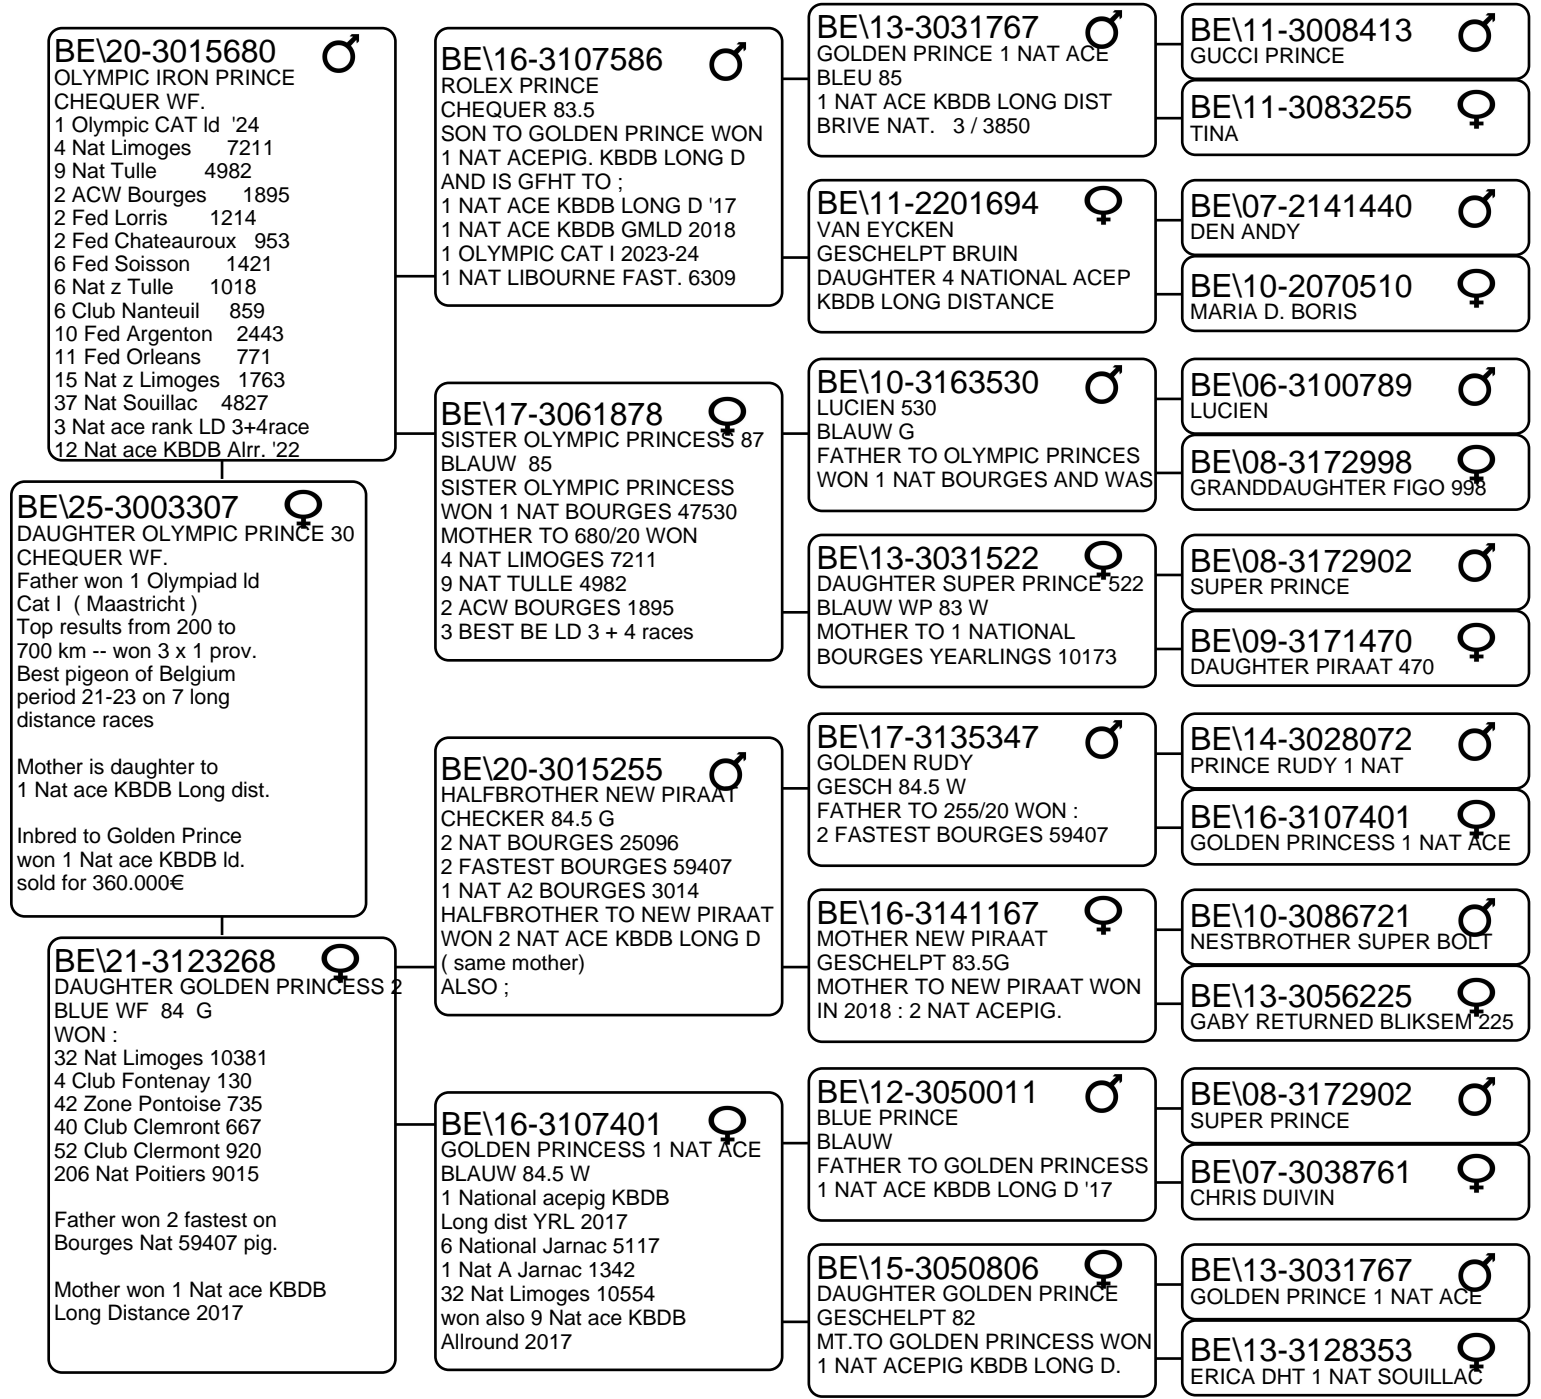 BE\20-3015680
OLYMPIC IRON PRINCE
CHEQUER WF.
1 Olympic CAT ld '24
4 Nat Limoges 7211
9 Nat Tulle 4982
2 ACW Bourges 1895
2 Fed Lorris 1214
2 Fed Chateauroux 953
6 Fed Soisson 1421
6 Nat z Tulle 1018
6 Club Nanteuil 859
10 Fed Argenton 2443
11 Fed Orleans 771
15 Nat z Limoges 1763
37 Nat Souillac 4827
3 Nat ace rank LD 3+4race
12 Nat ace KBDB Alrr. '22
BE\25-3003307
DAUGHTER OLYMPIC PRINCE 30
CHEQUER WF.
Father won 1 Olympiad ld
Cat I ( Maastricht )
Top results from 200 to
700 km -- won 3 x 1 prov.
Best pigeon of Belgium
period 21-23 on 7 long
distance races
Mother is daughter to
1 Nat ace KBDB Long dist.
Inbred to Golden Prince
won 1 Nat ace KBDB ld.
sold for 360.000€
BE\21-3123268
DAUGHTER GOLDEN PRINCESS 2
BLUE WF 84 G
WON :
32 Nat Limoges 10381
4 Club Fontenay 130
42 Zone Pontoise 735
40 Club Clemront 667
52 Club Clermont 920
206 Nat Poitiers 9015
Father won 2 fastest on
Bourges Nat 59407 pig.
Mother won 1 Nat ace KBDB
Long Distance 2017
BE\16-3107586
ROLEX PRINCE
CHEQUER 83.5
SON TO GOLDEN PRINCE WON
1 NAT ACEPIG. KBDB LONG D
AND IS GFHT TO ;
1 NAT ACE KBDB LONG D '17
1 NAT ACE KBDB GMLD 2018
1 OLYMPIC CAT I 2023-24
1 NAT LIBOURNE FAST. 6309
BE\17-3061878
SISTER OLYMPIC PRINCESS 87
BLAUW 85
SISTER OLYMPIC PRINCESS
WON 1 NAT BOURGES 47530
MOTHER TO 680/20 WON
4 NAT LIMOGES 7211
9 NAT TULLE 4982
2 ACW BOURGES 1895
3 BEST BE LD 3 + 4 races
BE\20-3015255
HALFBROTHER NEW PIRAAT
CHECKER 84.5 G
2 NAT BOURGES 25096
2 FASTEST BOURGES 59407
1 NAT A2 BOURGES 3014
HALFBROTHER TO NEW PIRAAT
WON 2 NAT ACE KBDB LONG D
( same mother)
ALSO ;
BE\16-3107401
GOLDEN PRINCESS 1 NAT ACE
BLAUW 84.5 W
1 National acepig KBDB
Long dist YRL 2017
6 National Jarnac 5117
1 Nat A Jarnac 1342
32 Nat Limoges 10554
won also 9 Nat ace KBDB
Allround 2017
BE\13-3031767
GOLDEN PRINCE 1 NAT ACE
BLEU 85
1 NAT ACE KBDB LONG DIST
BRIVE NAT. 3 / 3850
BE\11-2201694
VAN EYCKEN
GESCHELPT BRUIN
DAUGHTER 4 NATIONAL ACEP
KBDB LONG DISTANCE
BE\10-3163530
LUCIEN 530
BLAUW G
FATHER TO OLYMPIC PRINCES
WON 1 NAT BOURGES AND WAS
BE\13-3031522
DAUGHTER SUPER PRINCE 522
BLAUW WP 83 W
MOTHER TO 1 NATIONAL
BOURGES YEARLINGS 10173
BE\17-3135347
GOLDEN RUDY
GESCH 84.5 W
FATHER TO 255/20 WON :
2 FASTEST BOURGES 59407
BE\16-3141167
MOTHER NEW PIRAAT
GESCHELPT 83.5G
MOTHER TO NEW PIRAAT WON
IN 2018 : 2 NAT ACEPIG.
BE\12-3050011
BLUE PRINCE
BLAUW
FATHER TO GOLDEN PRINCESS
1 NAT ACE KBDB LONG D '17
BE\15-3050806
DAUGHTER GOLDEN PRINCE
GESCHELPT 82
MT.TO GOLDEN PRINCESS WON
1 NAT ACEPIG KBDB LONG D.
BE\11-3008413
GUCCI PRINCE
BE\11-3083255
TINA
BE\07-2141440
DEN ANDY
BE\10-2070510
MARIA D. BORIS
BE\06-3100789
LUCIEN
BE\08-3172998
GRANDDAUGHTER FIGO 998
BE\08-3172902
SUPER PRINCE
BE\09-3171470
DAUGHTER PIRAAT 470
BE\14-3028072
PRINCE RUDY 1 NAT
BE\16-3107401
GOLDEN PRINCESS 1 NAT ACE
BE\10-3086721
NESTBROTHER SUPER BOLT
BE\13-3056225
GABY RETURNED BLIKSEM 225
BE\08-3172902
SUPER PRINCE
BE\07-3038761
CHRIS DUIVIN
BE\13-3031767
GOLDEN PRINCE 1 NAT ACE
BE\13-3128353
ERICA DHT 1 NAT SOUILLAC